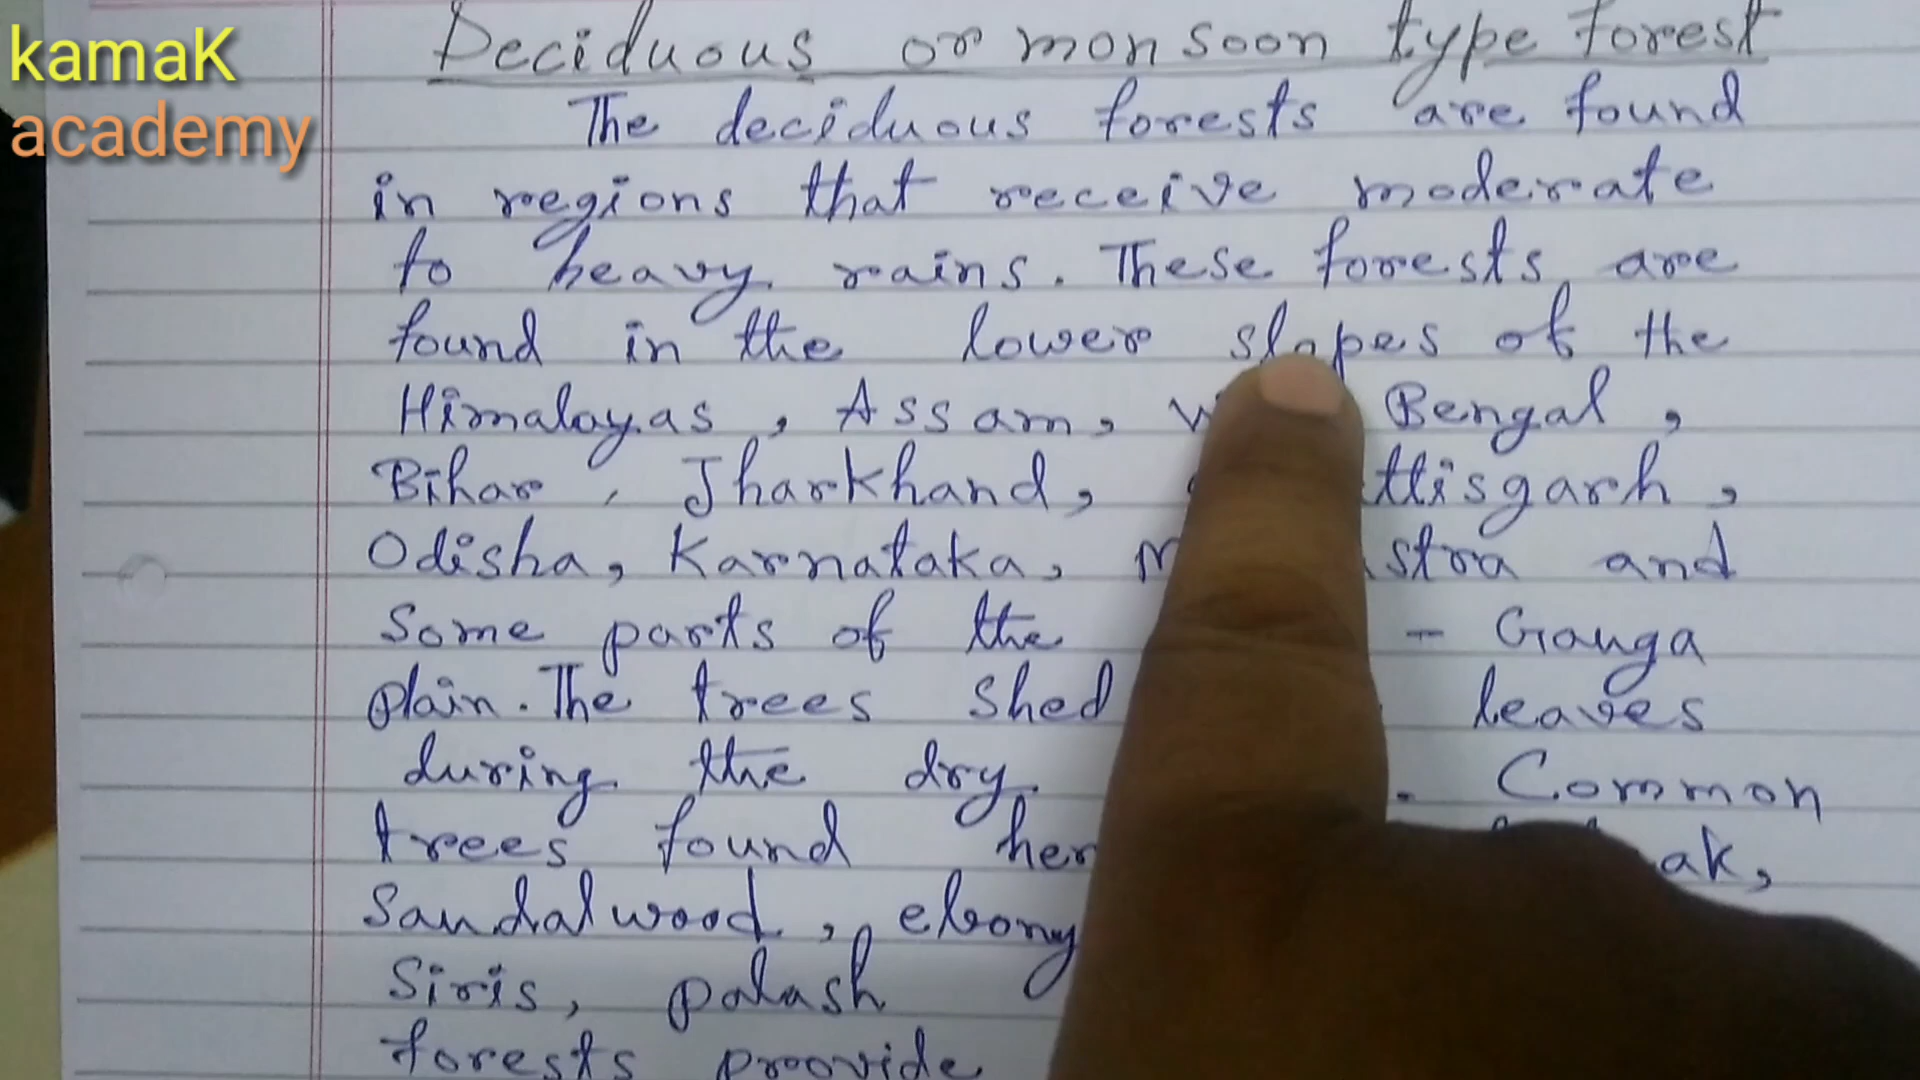 kamaK
academy
Deciduous or monsoon type forest
The deciduous forests are found
in regions that receive moderate
to heavy rains. These forests are
found in the lower slopes of the
Himalayas, Assam, Bengal,
Bihar, Jharkhand, ttisgarh,
Odisha, Karnataka, stra and
Some parts of the - Ganga
plain. The trees shed leaves
during the dry . Common
trees found her ak,
Sandalwood, ebony
Siris, palash
forests provide